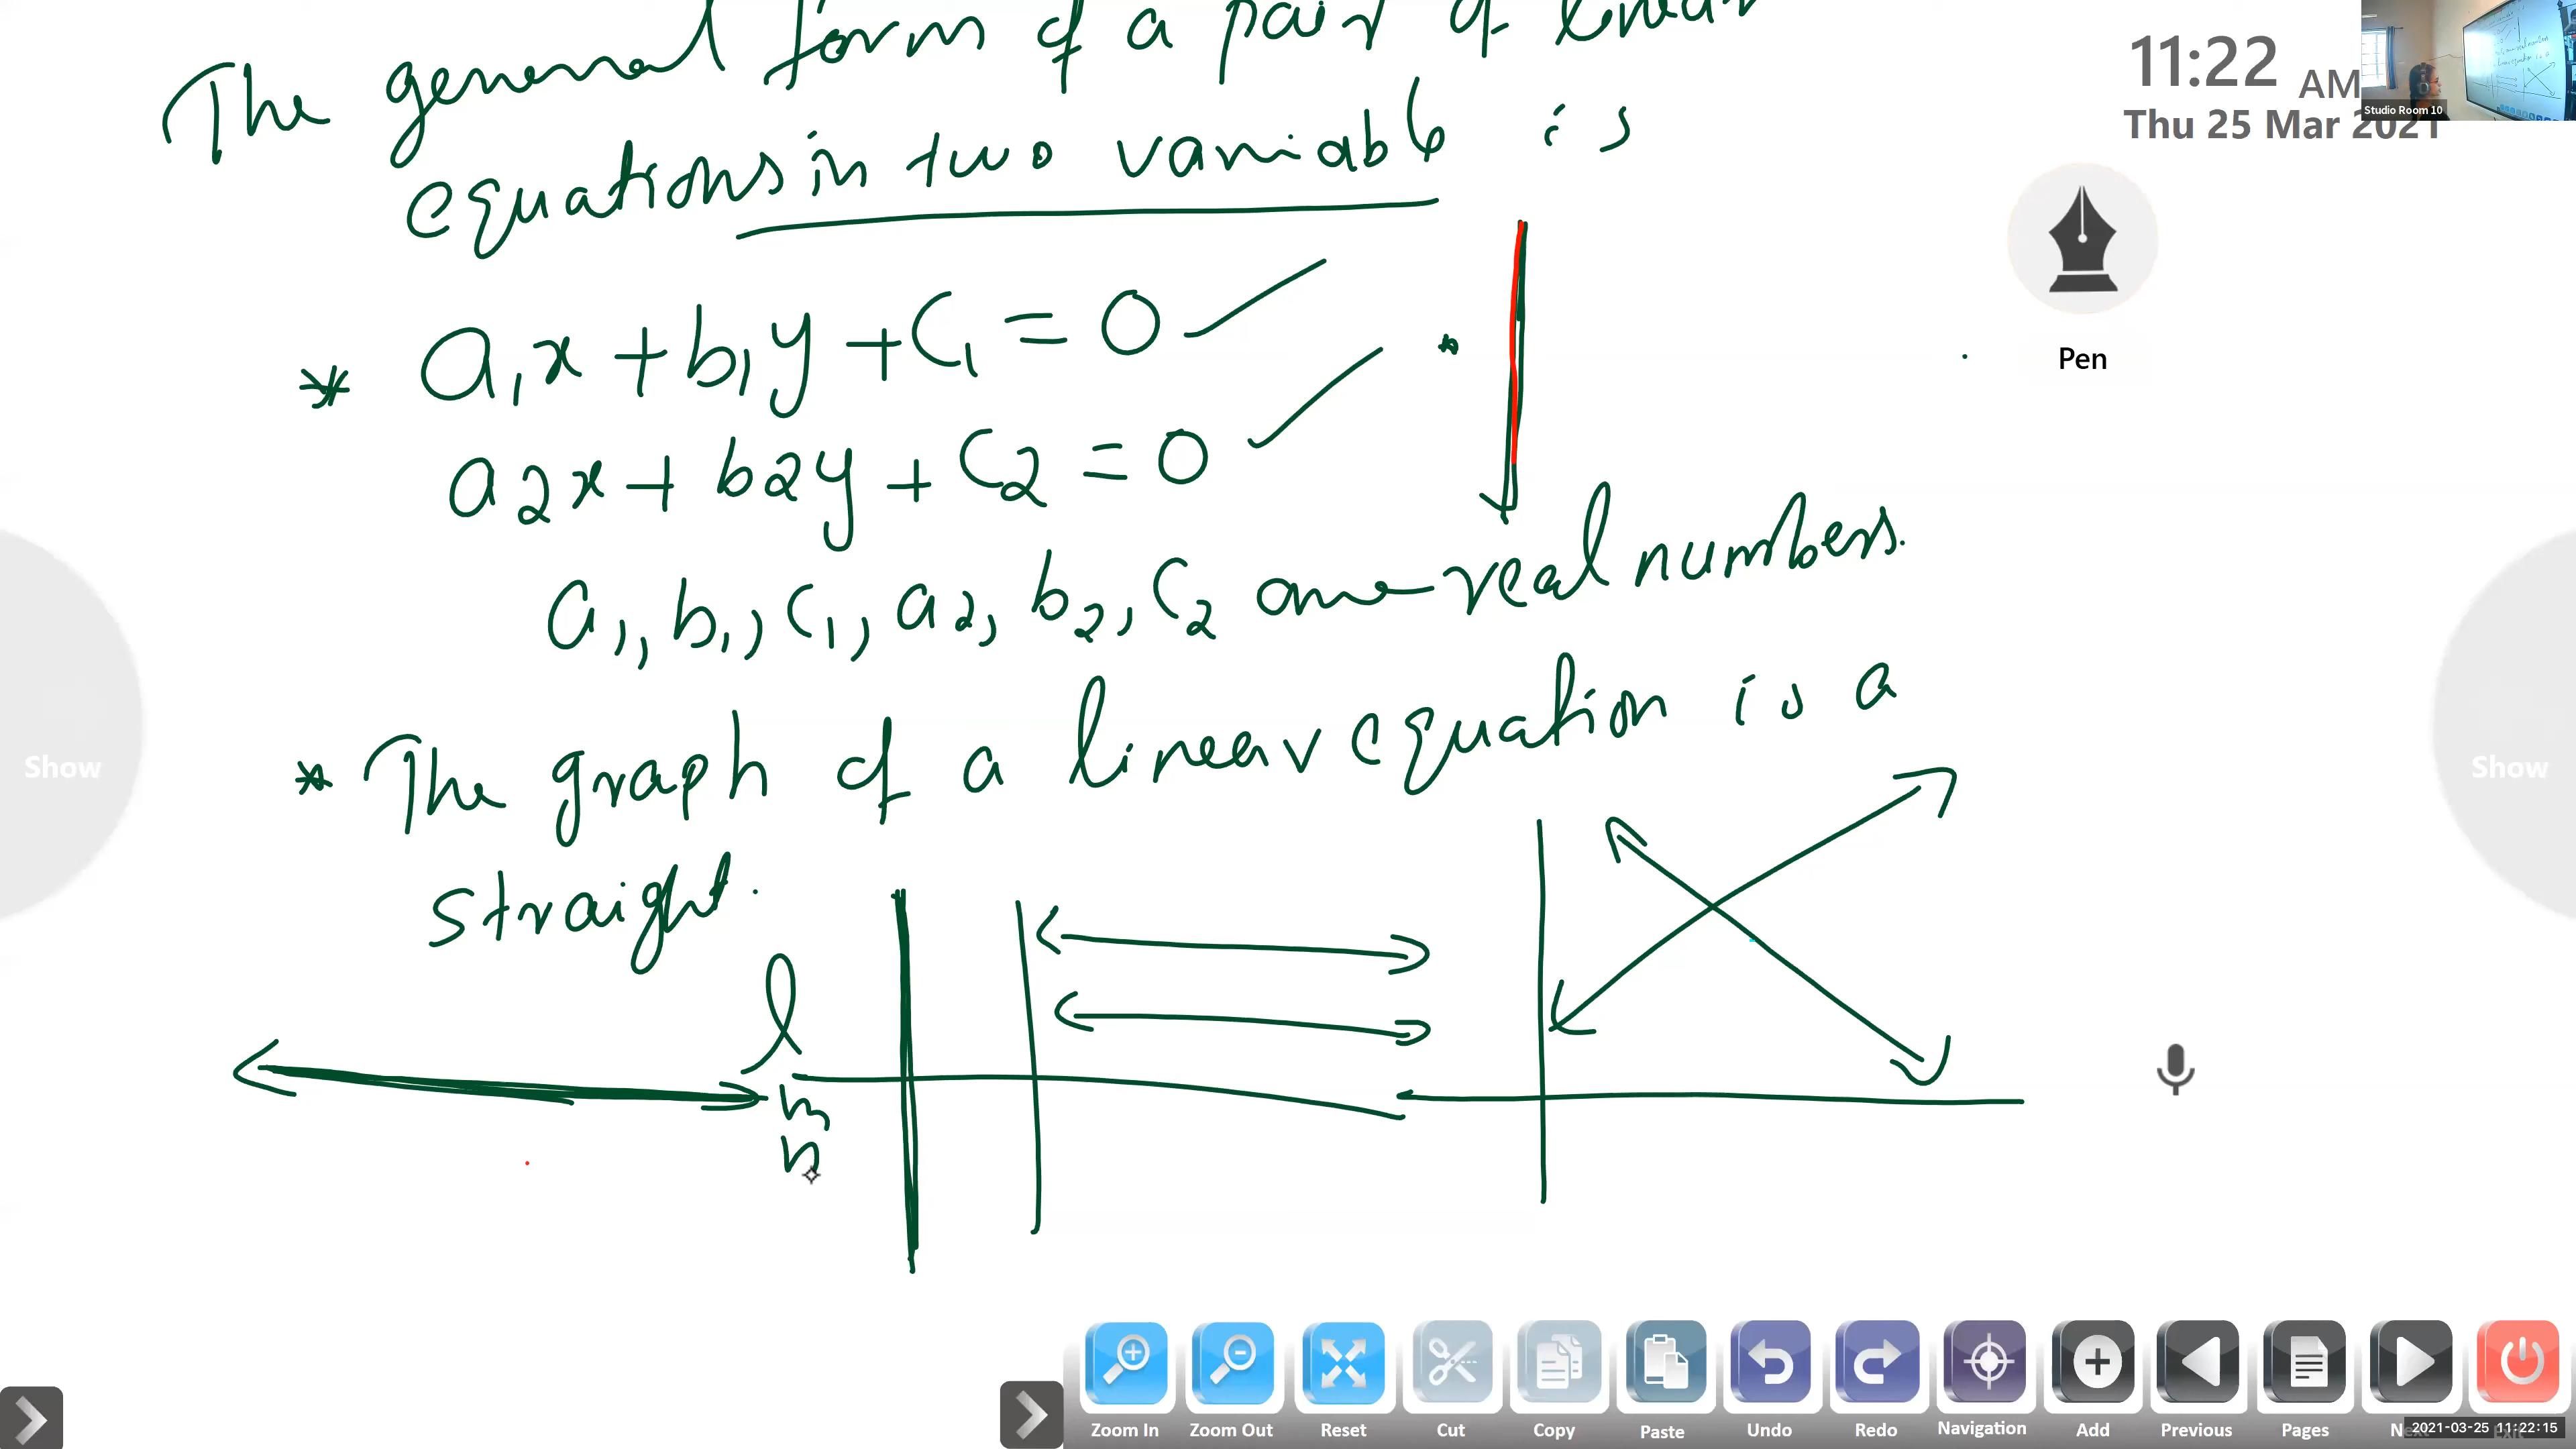 The general form of a pair of linear
11:22 AM
Studio Room 10
Thu 25 Mar 2021
equations in two variable is
Pen
* a₁x + b₁y + C₁ = 0
a2x + b2y + C2 = 0
a₁, b₁, C₁, a2, b2, C2 are real numbers.
* The graph of a linear equation is a
straight.
Show
Show
l
m
n
Zoom In
Zoom Out
Reset
Cut
Copy
Paste
Undo
Redo
Navigation
Add
Previous
Pages
2021-03-25 11:22:15